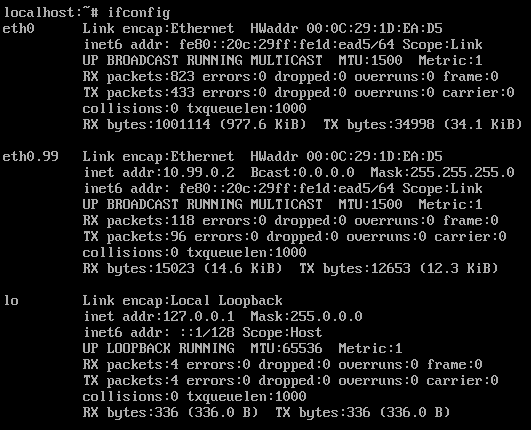 localhost:~# ifconfig
eth0 Link encap:Ethernet HWaddr 00:0C:29:1D:EA:D5
inet6 addr: fe80::20c:29ff:fe1d:ead5/64 Scope:Link
UP BROADCAST RUNNING MULTICAST MTU:1500 Metric:1
RX packets:823 errors:0 dropped:0 overruns:0 frame:0
TX packets:433 errors:0 dropped:0 overruns:0 carrier:0
collisions:0 txqueuelen:1000
RX bytes:1001114 (977.6 KiB) TX bytes:34998 (34.1 KiB)
eth0.99 Link encap:Ethernet HWaddr 00:0C:29:1D:EA:D5
inet addr:10.99.0.2 Bcast:0.0.0.0 Mask:255.255.255.0
inet6 addr: fe80::20c:29ff:fe1d:ead5/64 Scope:Link
UP BROADCAST RUNNING MULTICAST MTU:1500 Metric:1
RX packets:118 errors:0 dropped:0 overruns:0 frame:0
TX packets:96 errors:0 dropped:0 overruns:0 carrier:0
collisions:0 txqueuelen:1000
RX bytes:15023 (14.6 KiB) TX bytes:12653 (12.3 KiB)
lo Link encap:Local Loopback
inet addr:127.0.0.1 Mask:255.0.0.0
inet6 addr: ::1/128 Scope:Host
UP LOOPBACK RUNNING MTU:65536 Metric:1
RX packets:4 errors:0 dropped:0 overruns:0 frame:0
TX packets:4 errors:0 dropped:0 overruns:0 carrier:0
collisions:0 txqueuelen:1000
RX bytes:336 (336.0 B) TX bytes:336 (336.0 B)